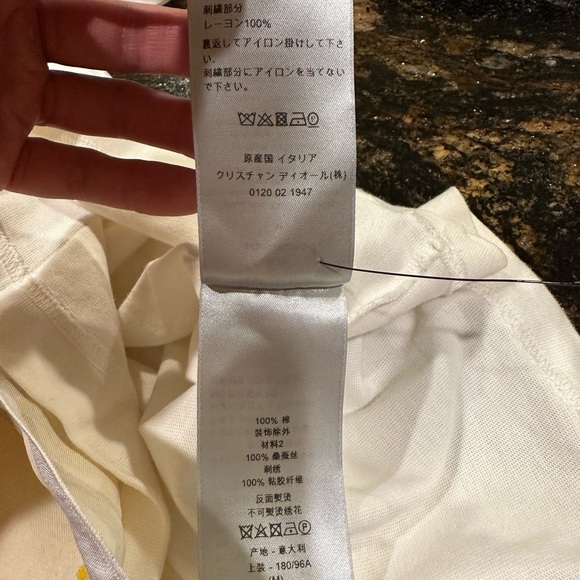 刺繍部分
レーヨン100%
裏返してアイロン掛けして下さ
い.
刺繍部分にアイロンを当てない
で下さい。
原産国 イタリア
クリスチャン ディオール(株)
0120 02 1947
100% 棉
装饰除外
材料2
100% 桑蚕丝
刺绣
100% 粘胶纤维
反面熨烫
不可熨烫绣花
产地 - 意大利
上装 - 180/96A
(M)